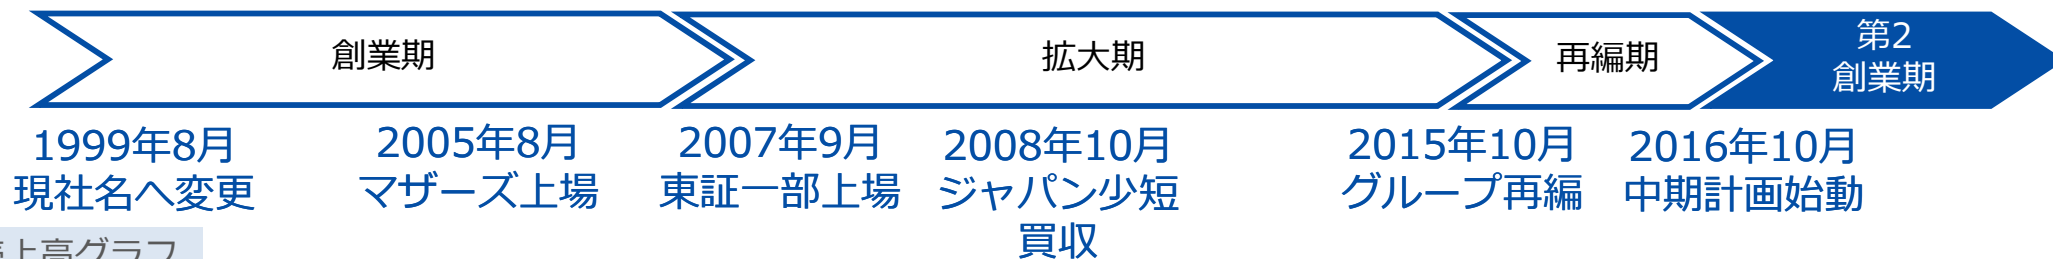 創業期
拡大期
再編期
第2
創業期
1999年8月
現社名へ変更
2005年8月
マザーズ上場
2007年9月
東証一部上場
2008年10月
ジャパン少短
買収
2015年10月
グループ再編
2016年10月
中期計画始動
上高グラフ